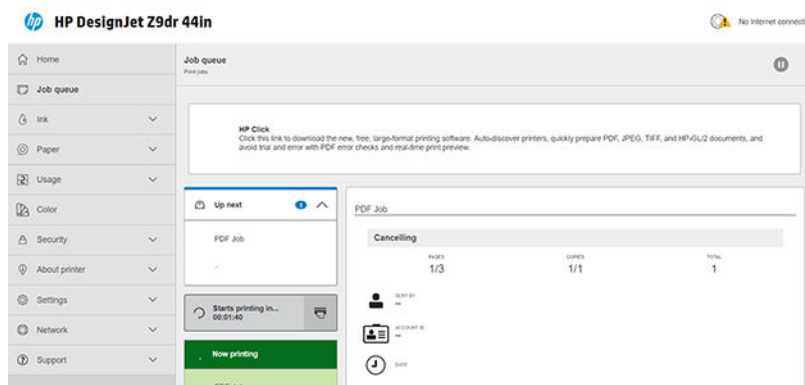 hp HP DesignJet Z9dr 44in
No Internet connecti
Home
Job queue
Ink
Paper
Usage
Color
Security
About printer
Settings
Network
Support
Job queue
Print jobs
HP Click
Click this link to download the new, free, large-format printing software. Auto-discover printers, quickly prepare PDF, JPEG, TIFF, and HP-GL/2 documents, and
avoid trial and error with PDF error checks and real-time print preview.
Up next 1
PDF Job
--
Starts printing in...
00:01:40
Now printing
PDF Job
Cancelling
PAGES COPIES TOTAL
1/3 1/1 1
SENT BY
--
ACCOUNT ID
--
DATE